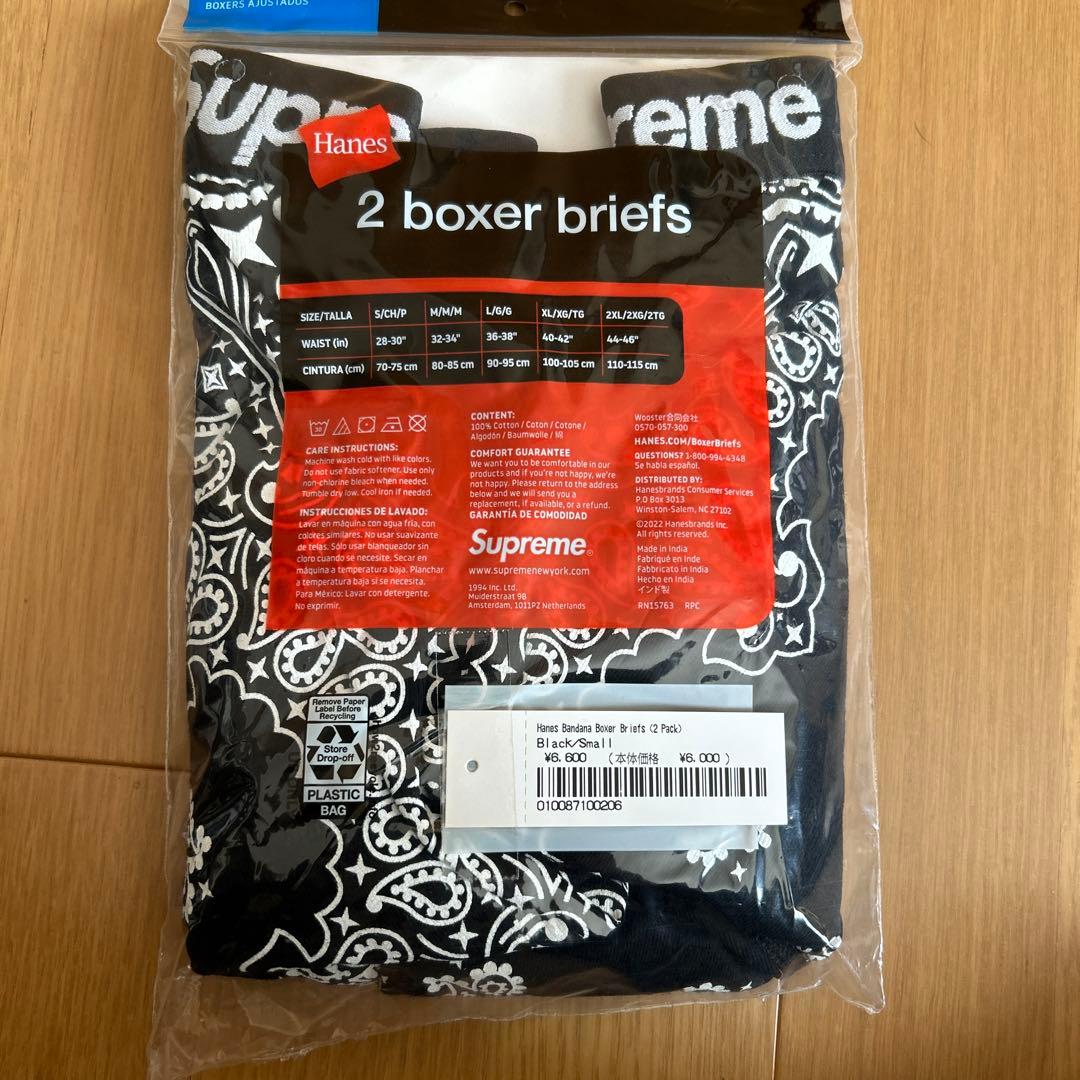 BOXERS AJUSTADOS
Supre
reme
Hanes
2 boxer briefs
SIZE/TALLA S/CH/P M/M/M L/G/G XL/XG/TG 2XL/2XG/2TG
WAIST (in) 28-30" 32-34" 36-38" 40-42" 44-46"
CINTURA (cm) 70-75 cm 80-85 cm 90-95 cm 100-105 cm 110-115 cm
30
CARE INSTRUCTIONS:
Machine wash cold with like colors.
Do not use fabric softener. Use only
non-chlorine bleach when needed.
Tumble dry low. Cool iron if needed.
INSTRUCCIONES DE LAVADO:
Lavar en máquina con agua fría, con
colores similares. No usar suavizante
de telas. Sólo usar blanqueador sin
cloro cuando se necesite. Secar en
máquina a temperatura baja. Planchar
a temperatura baja si se necesita.
Para México: Lavar con detergente.
No exprimir.
CONTENT:
100% Cotton / Coton / Cotone /
Algodón / Baumwolle / 綿
COMFORT GUARANTEE
We want you to be comfortable in our
products and if you're not happy, we're
not happy. Please return to the address
below and we will send you a
replacement, if available, or a refund.
GARANTÍA DE COMODIDAD
Supreme®
www.supremenewyork.com
1994 Inc. Ltd.
Muiderstraat 9B
Amsterdam, 1011PZ Netherlands
Wooster合同会社
0570-057-300
HANES.COM/BoxerBriefs
QUESTIONS? 1-800-994-4348
Se habla español.
DISTRIBUTED BY:
Hanesbrands Consumer Services
P.O Box 3013
Winston-Salem, NC 27102
©2022 Hanesbrands Inc.
All rights reserved.
Made in India
Fabriqué en Inde
Fabbricato in India
Hecho en India
インド製
RN15763 RPC
Remove Paper
Label Before
Recycling
Store
Drop-off
PLASTIC
BAG
Hanes Bandana Boxer Briefs (2 Pack)
Black/Small
¥6,600 (本体価格 ¥6,000)
010087100206